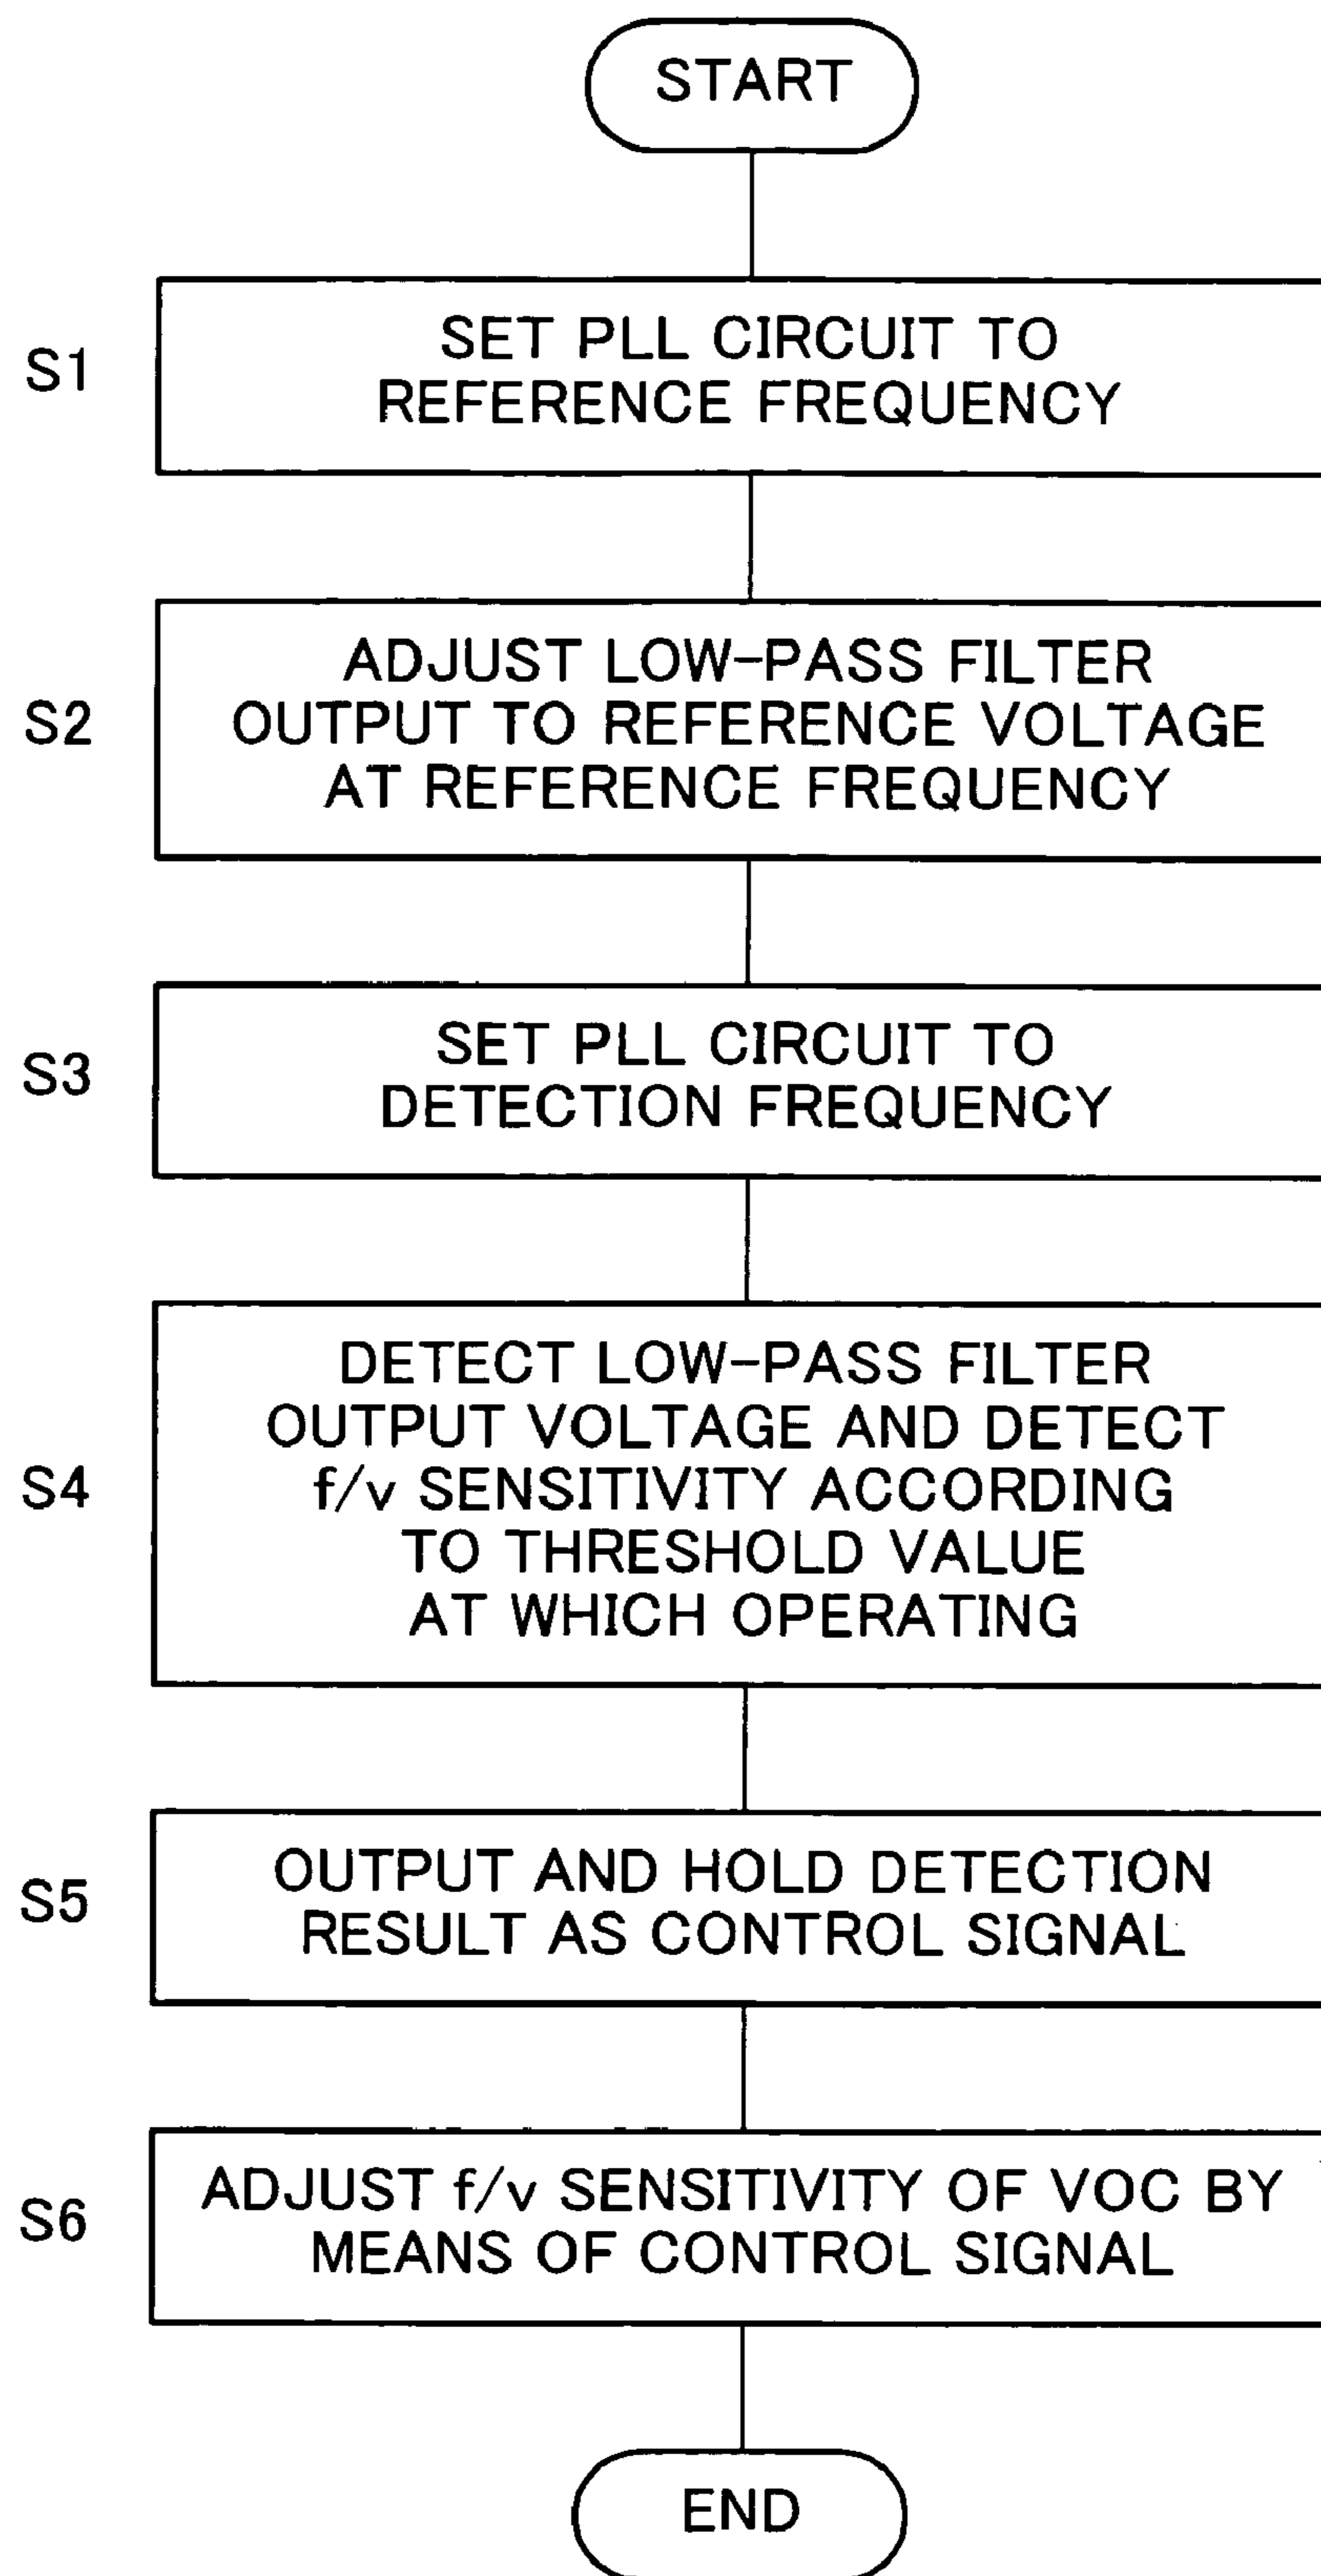 START
S1
SET PLL CIRCUIT TO
REFERENCE FREQUENCY
S2
ADJUST LOW-PASS FILTER
OUTPUT TO REFERENCE VOLTAGE
AT REFERENCE FREQUENCY
S3
SET PLL CIRCUIT TO
DETECTION FREQUENCY
S4
DETECT LOW-PASS FILTER
OUTPUT VOLTAGE AND DETECT
f/v SENSITIVITY ACCORDING
TO THRESHOLD VALUE
AT WHICH OPERATING
S5
OUTPUT AND HOLD DETECTION
RESULT AS CONTROL SIGNAL
S6
ADJUST f/v SENSITIVITY OF VOC BY
MEANS OF CONTROL SIGNAL
END